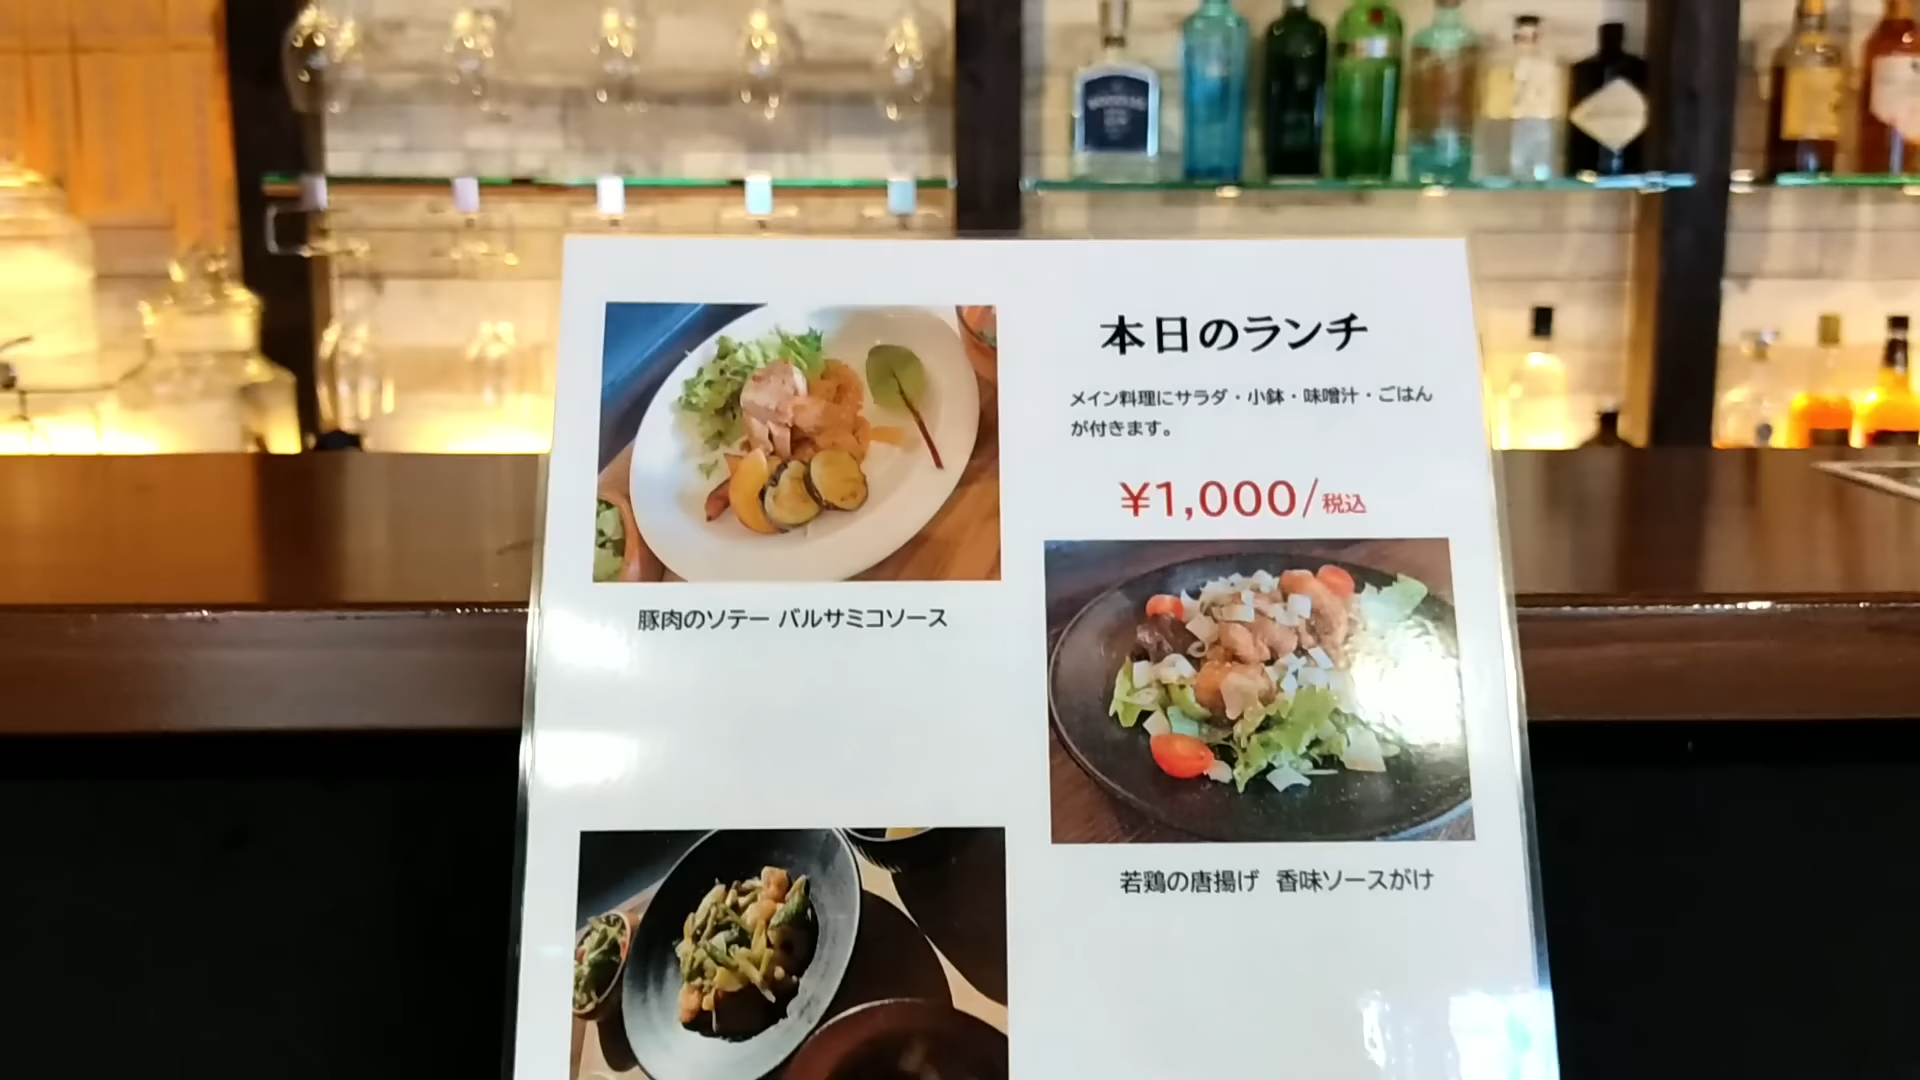 本日のランチ
メイン料理にサラダ・小鉢・味噌汁・ごはん
が付きます。
¥1,000/税込
豚肉のソテー バルサミコソース
若鶏の唐揚げ 香味ソースがけ